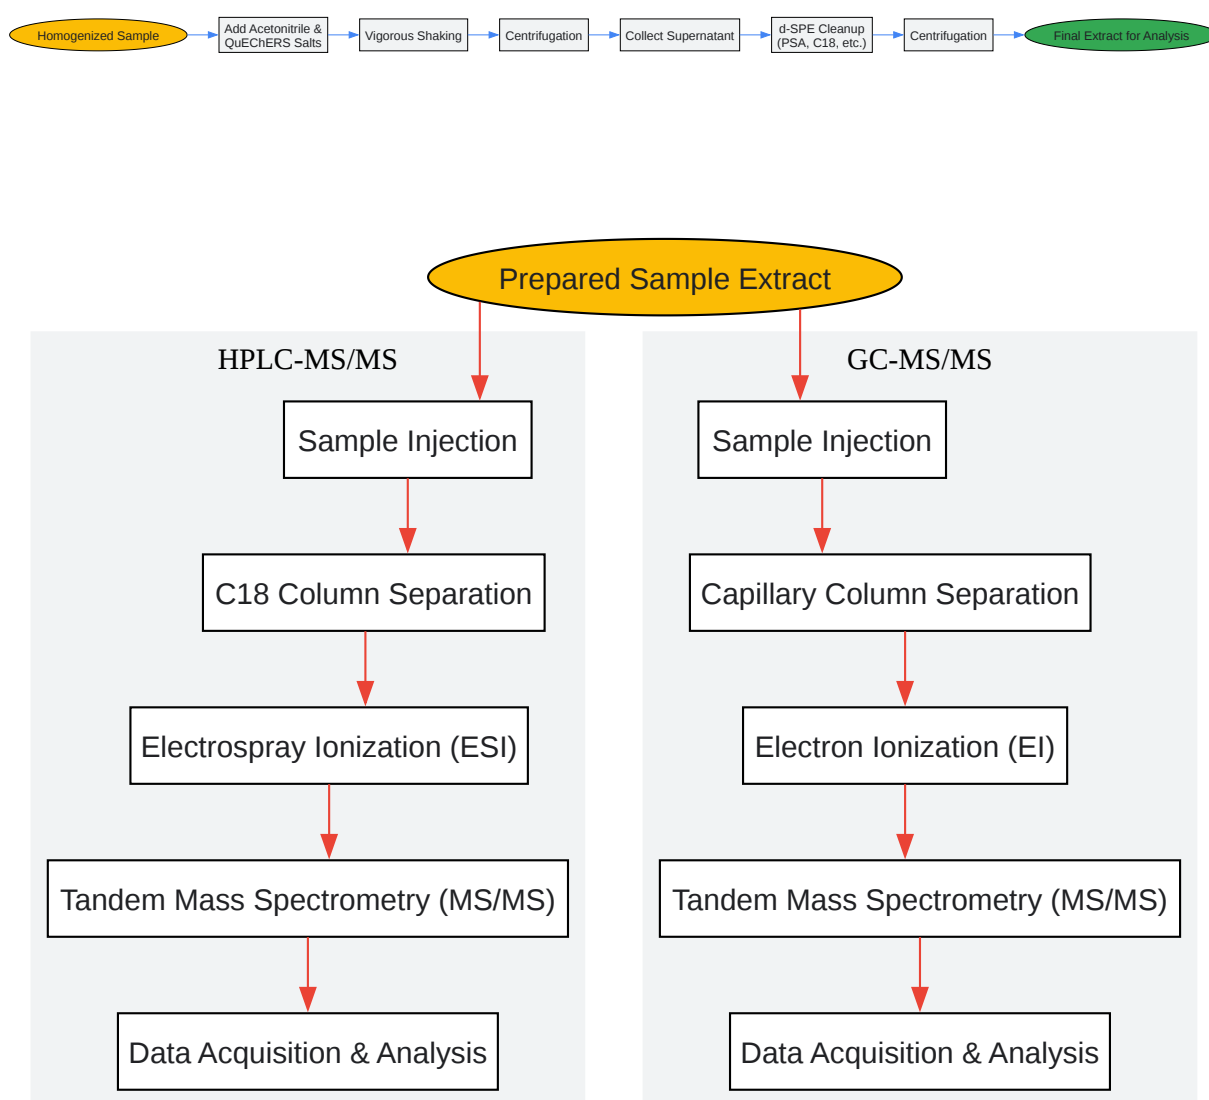 Homogenized Sample
Add Acetonitrile &
QuEChERS Salts
Vigorous Shaking
Centrifugation
Collect Supernatant
d-SPE Cleanup
(PSA, C18, etc.)
Centrifugation
Final Extract for Analysis
Prepared Sample Extract
HPLC-MS/MS
Sample Injection
C18 Column Separation
Electrospray Ionization (ESI)
Tandem Mass Spectrometry (MS/MS)
Data Acquisition & Analysis
GC-MS/MS
Sample Injection
Capillary Column Separation
Electron Ionization (EI)
Tandem Mass Spectrometry (MS/MS)
Data Acquisition & Analysis